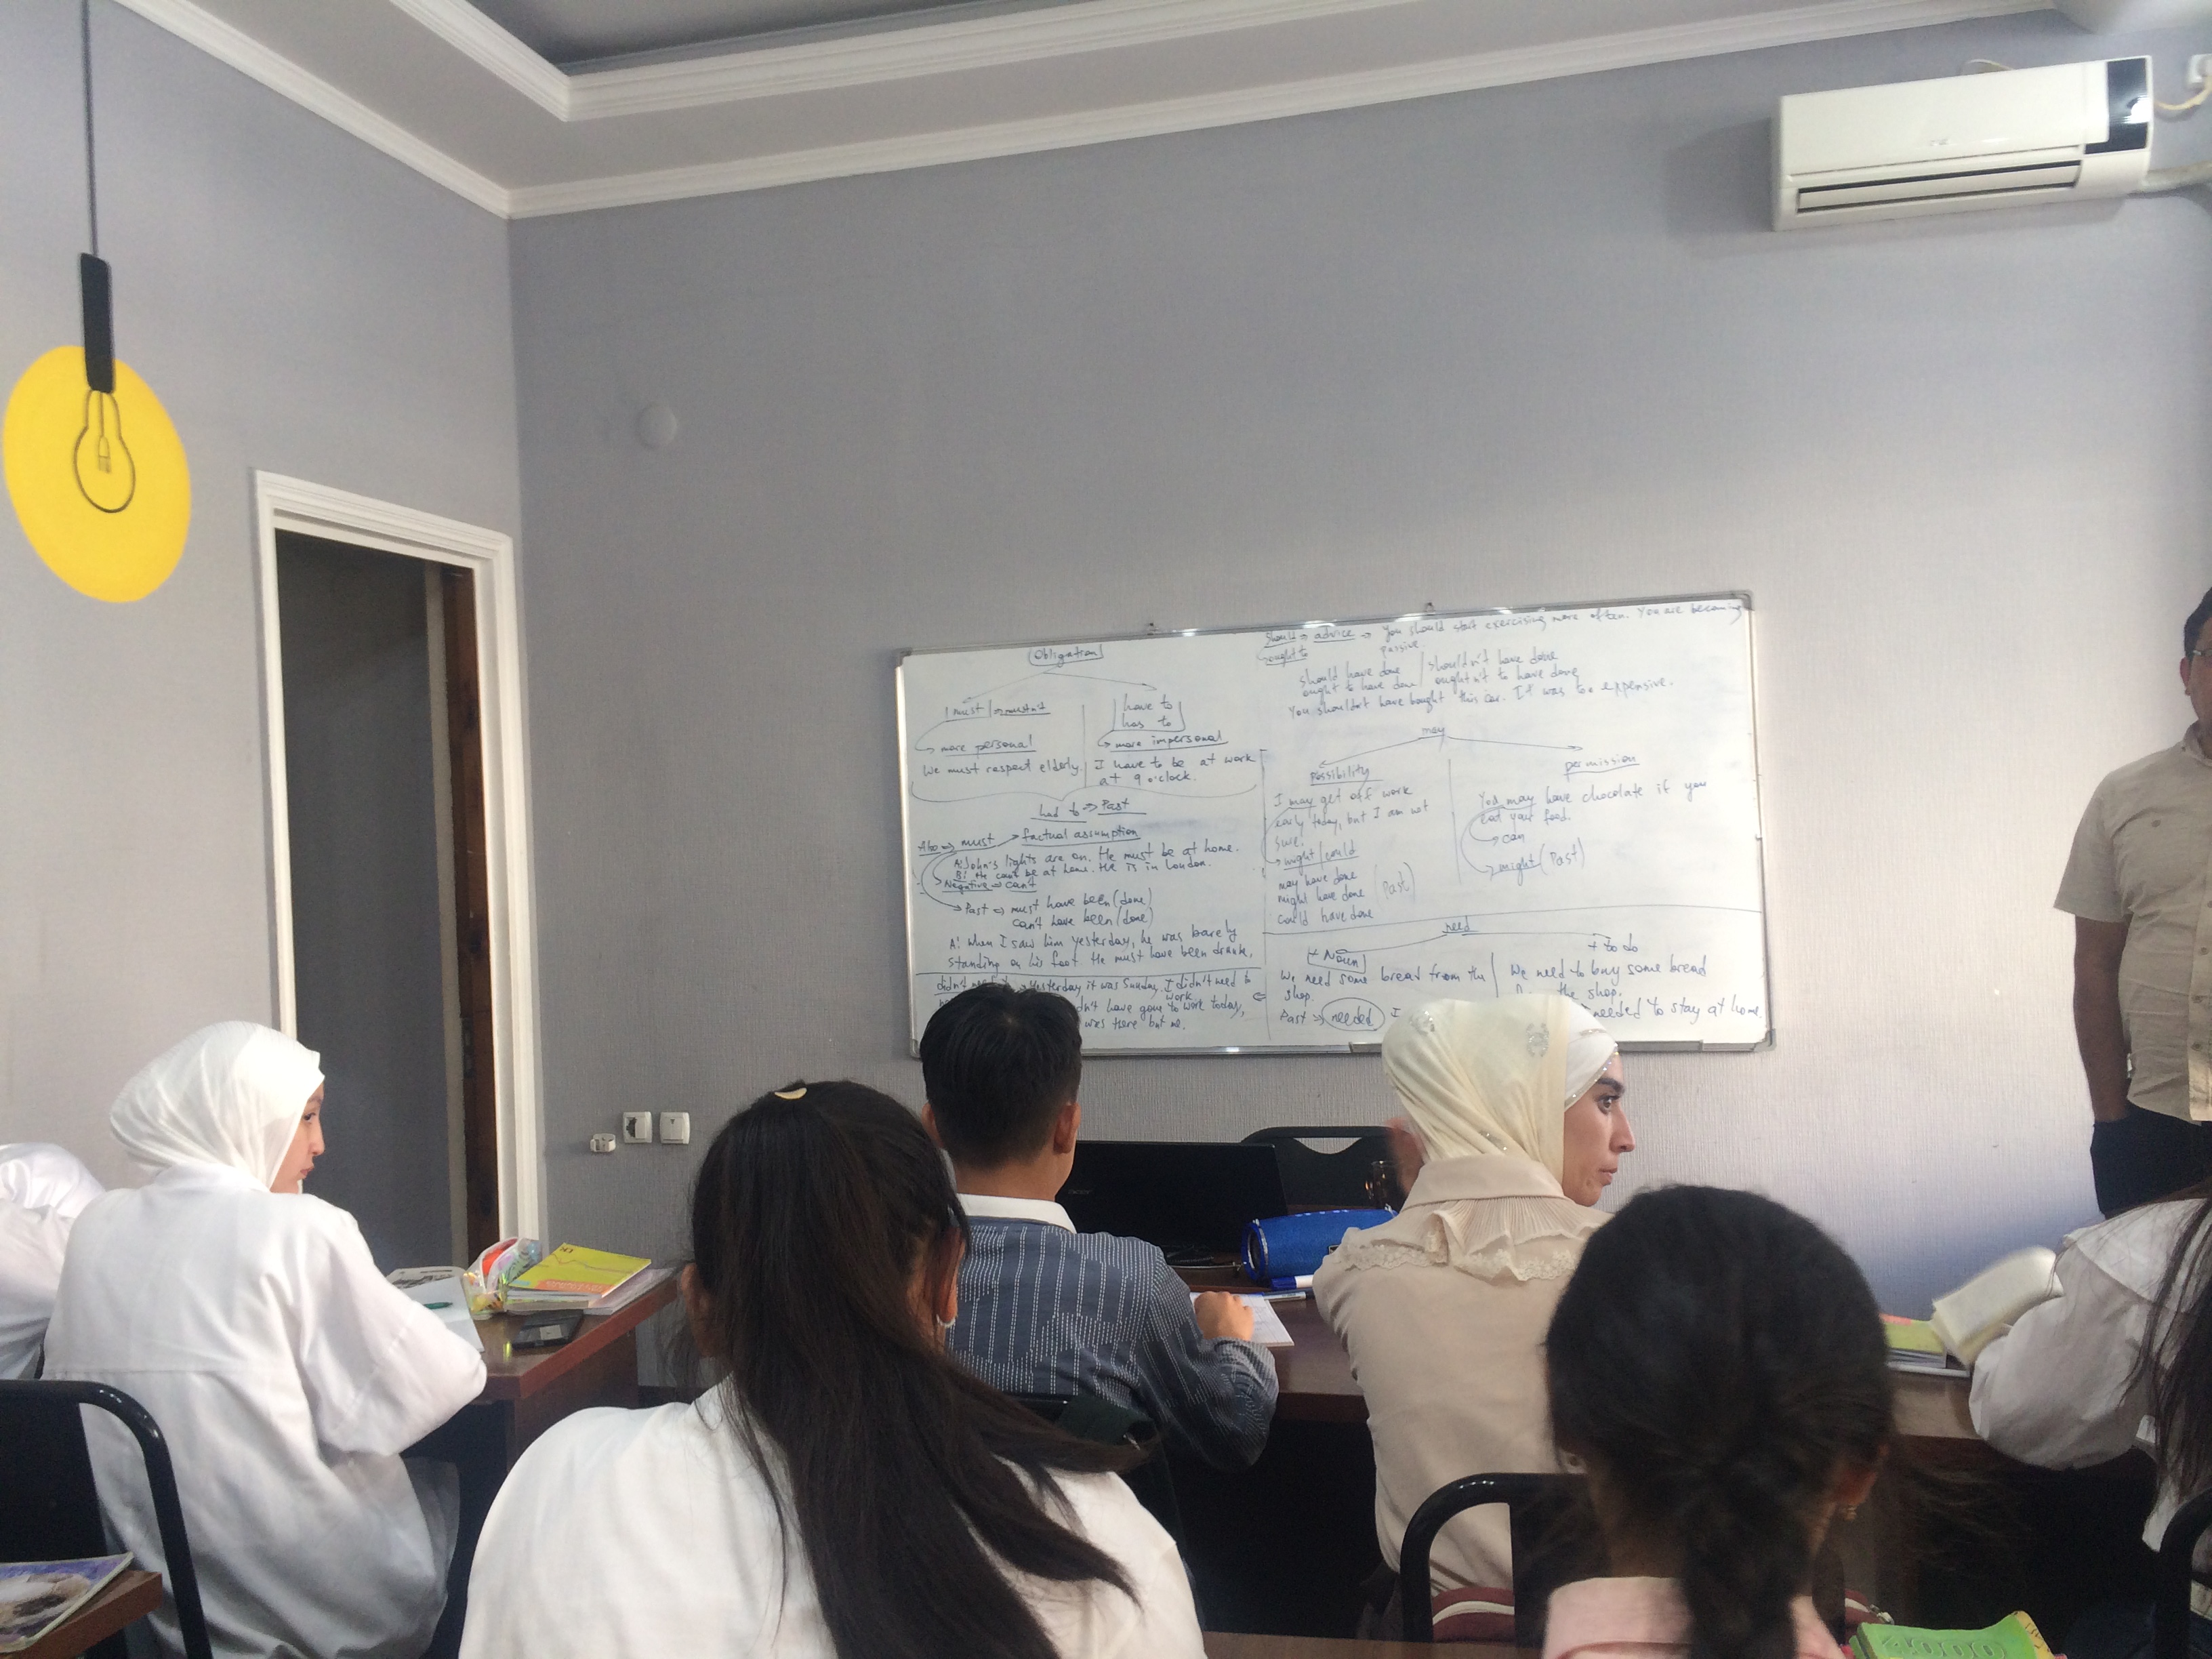 Obligation
must => mustn't
have to
has to
more personal
more impersonal
We must respect elderly.
I have to be at work
at 9 o'clock.
had to => Past
Also => must
factual assumption
A: John's lights are on. He must be at home.
B: He can't be at home. He is in London.
Negative => can't
Past => must have been (done)
can't have been (done)
A: When I saw him yesterday, he was barely
standing on his foot. He must have been drunk.
didn't
Yesterday it was Sunday. I didn't need to
work
dn't have gone to work today,
was there but me.
Should => advice => You should start exercising more often. You are becoming
ought to
passive.
should have done / shouldn't have done
ought to have done / oughtn't to have done
You shouldn't have bought this car. It was too expensive.
may
possibility
I may get off work
early today, but I am not
sure.
might/could
may have done
might have done
could have done
(Past)
permission
You may have chocolate if you
eat your food.
can
might (Past)
need
+ Noun
We need some bread from the
shop.
Past => needed I
+ to do
We need to buy some bread
the shop.
needed to stay at home.
4000